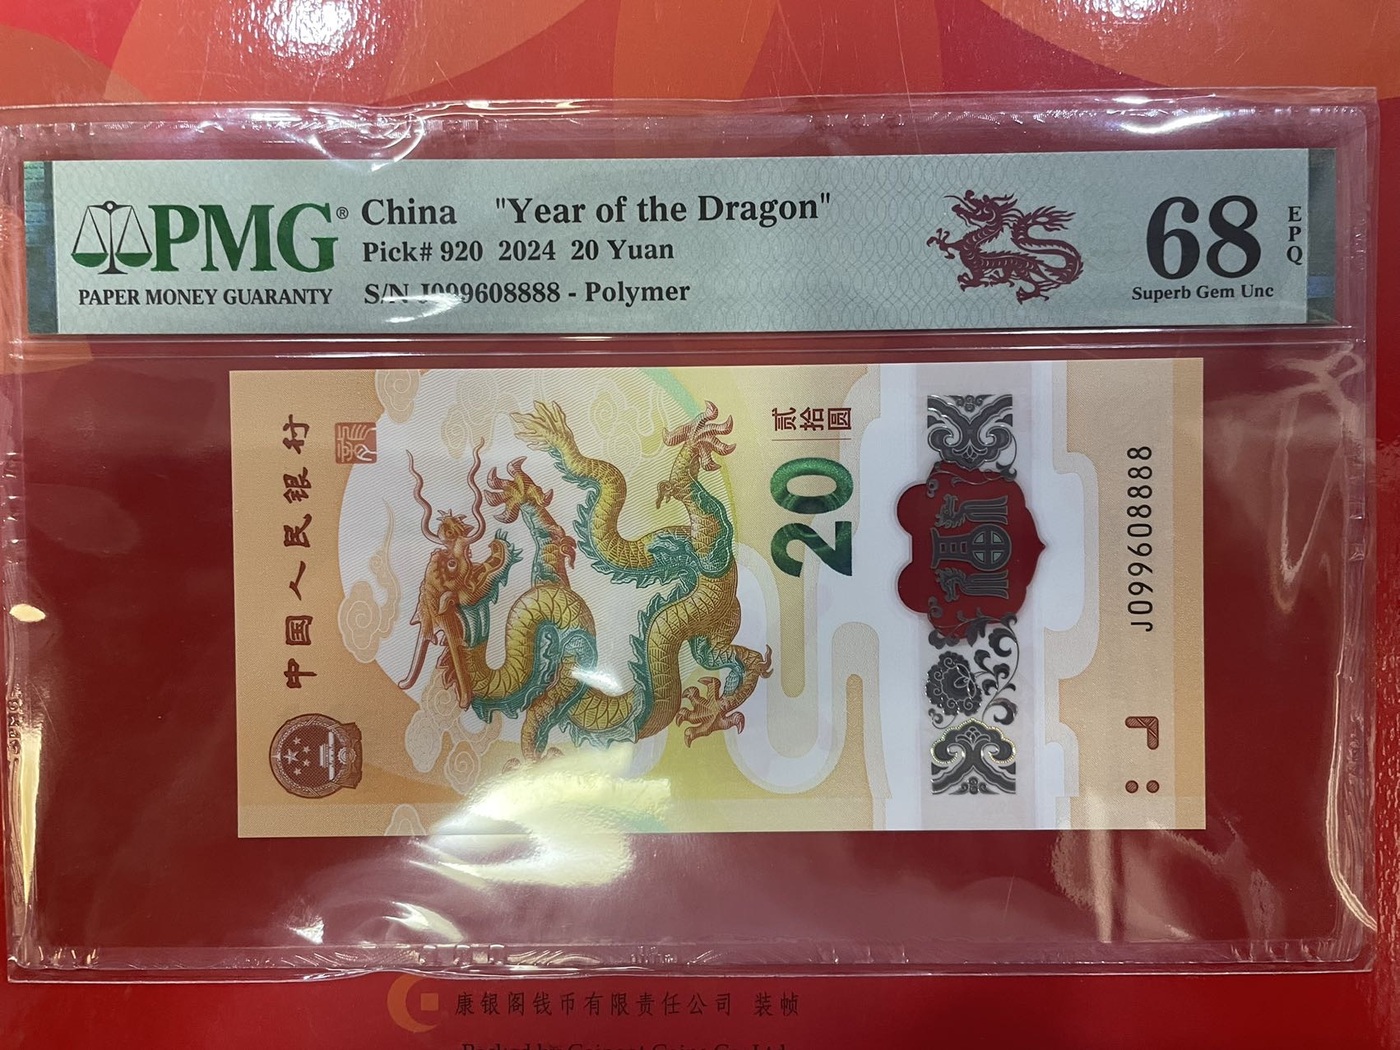 PMG®
PAPER MONEY GUARANTY
China "Year of the Dragon"
Pick# 920 2024 20 Yuan
S/N J099608888 - Polymer
68
EPQ
Superb Gem Unc
中国人民银行
贰拾圆
20
J099608888
康银阁钱币有限责任公司 装帧